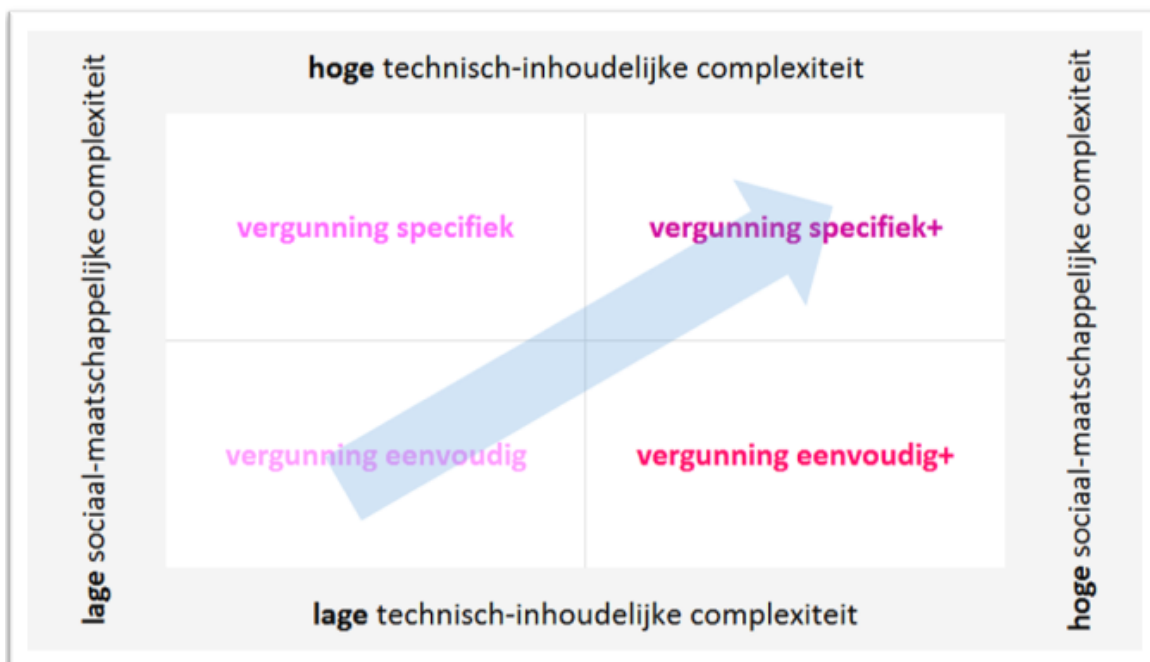 hoge technisch-inhoudelijke complexiteit
lage sociaal-maatschappelijke complexiteit
vergunning specifiek
vergunning specifiek+
vergunning eenvoudig
vergunning eenvoudig+
hoge sociaal-maatschappelijke complexiteit
lage technisch-inhoudelijke complexiteit